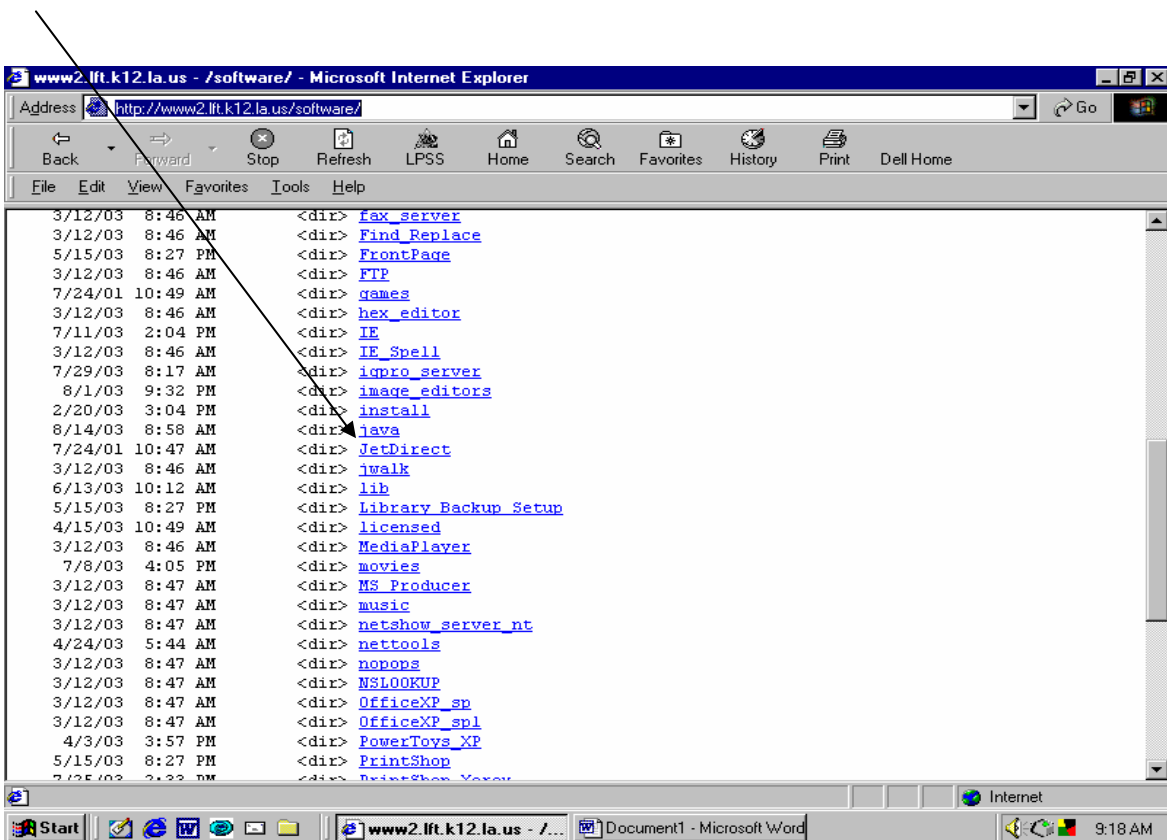 www2.lft.k12.la.us - /software/ - Microsoft Internet Explorer
Address http://www2.lft.k12.la.us/software/ Go
Back Forward Stop Refresh LPSS Home Search Favorites History Print Dell Home
File Edit View Favorites Tools Help
3/12/03 8:46 AM <dir> fax_server
3/12/03 8:46 AM <dir> Find_Replace
5/15/03 8:27 PM <dir> FrontPage
3/12/03 8:46 AM <dir> FTP
7/24/01 10:49 AM <dir> games
3/12/03 8:46 AM <dir> hex_editor
7/11/03 2:04 PM <dir> IE
3/12/03 8:46 AM <dir> IE_Spell
7/29/03 8:17 AM <dir> iqpro_server
8/1/03 9:32 PM <dir> image_editors
2/20/03 3:04 PM <dir> install
8/14/03 8:58 AM <dir> java
7/24/01 10:47 AM <dir> JetDirect
3/12/03 8:46 AM <dir> jwalk
6/13/03 10:12 AM <dir> lib
5/15/03 8:27 PM <dir> Library_Backup_Setup
4/15/03 10:49 AM <dir> licensed
3/12/03 8:46 AM <dir> MediaPlayer
7/8/03 4:05 PM <dir> movies
3/12/03 8:47 AM <dir> MS_Producer
3/12/03 8:47 AM <dir> music
3/12/03 8:47 AM <dir> netshow_server_nt
4/24/03 5:44 AM <dir> nettools
3/12/03 8:47 AM <dir> nopops
3/12/03 8:47 AM <dir> NSLOOKUP
3/12/03 8:47 AM <dir> OfficeXP_sp
3/12/03 8:47 AM <dir> OfficeXP_spl
4/3/03 3:57 PM <dir> PowerToys_XP
5/15/03 8:27 PM <dir> PrintShop
7/25/03 2:33 PM <dir> PrintShop_Xerox
Internet
Start www2.lft.k12.la.us - /... Document1 - Microsoft Word 9:18 AM